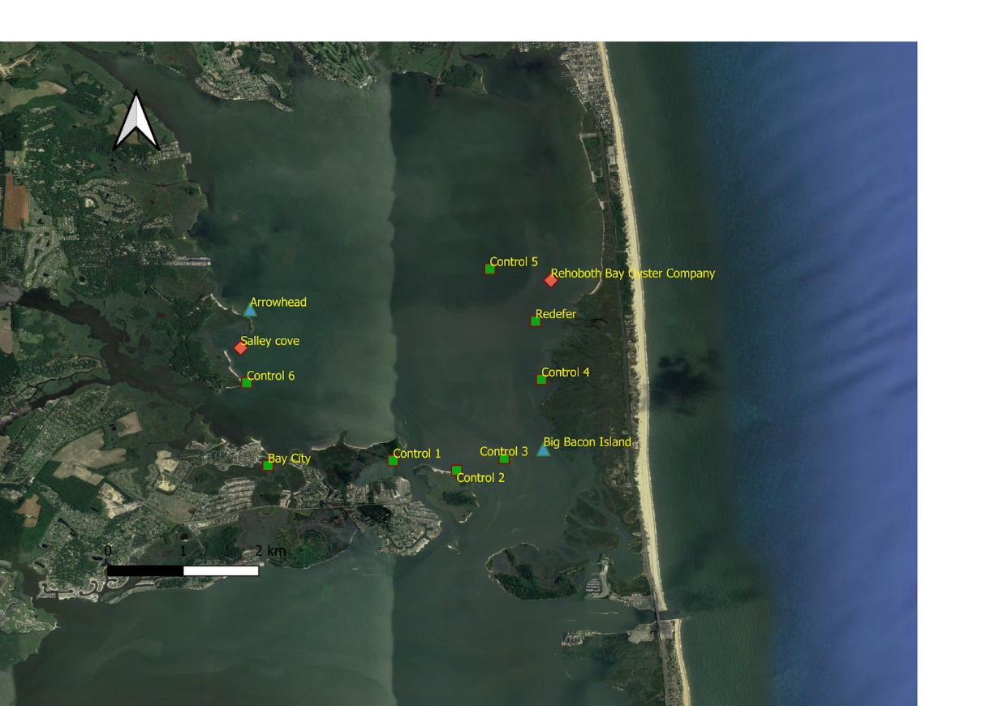 Control 5
Rehoboth Bay Oyster Company
Arrowhead
Redefer
Salley cove
Control 6
Control 4
Big Bacon Island
Control 3
Control 1
Bay City
Control 2
0 1 2 km